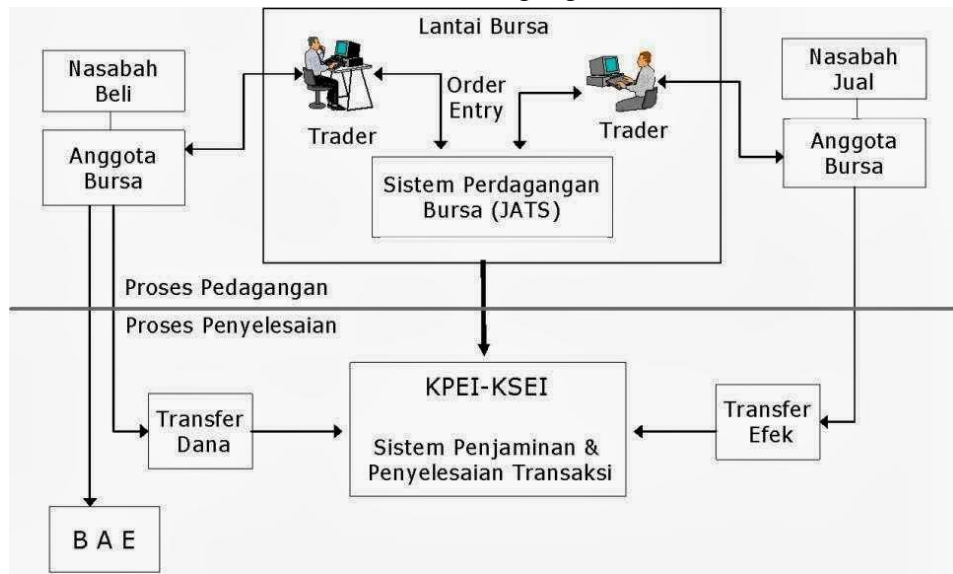 Lantai Bursa
Nasabah
Beli
Order
Entry
Nasabah
Jual
Trader
Trader
Anggota
Bursa
Anggota
Bursa
Sistem Perdagangan
Bursa (JATS)
Proses Pedagangan
Proses Penyelesaian
KPEI-KSEI
Sistem Penjaminan &
Penyelesaian Transaksi
Transfer
Dana
Transfer
Efek
B A E